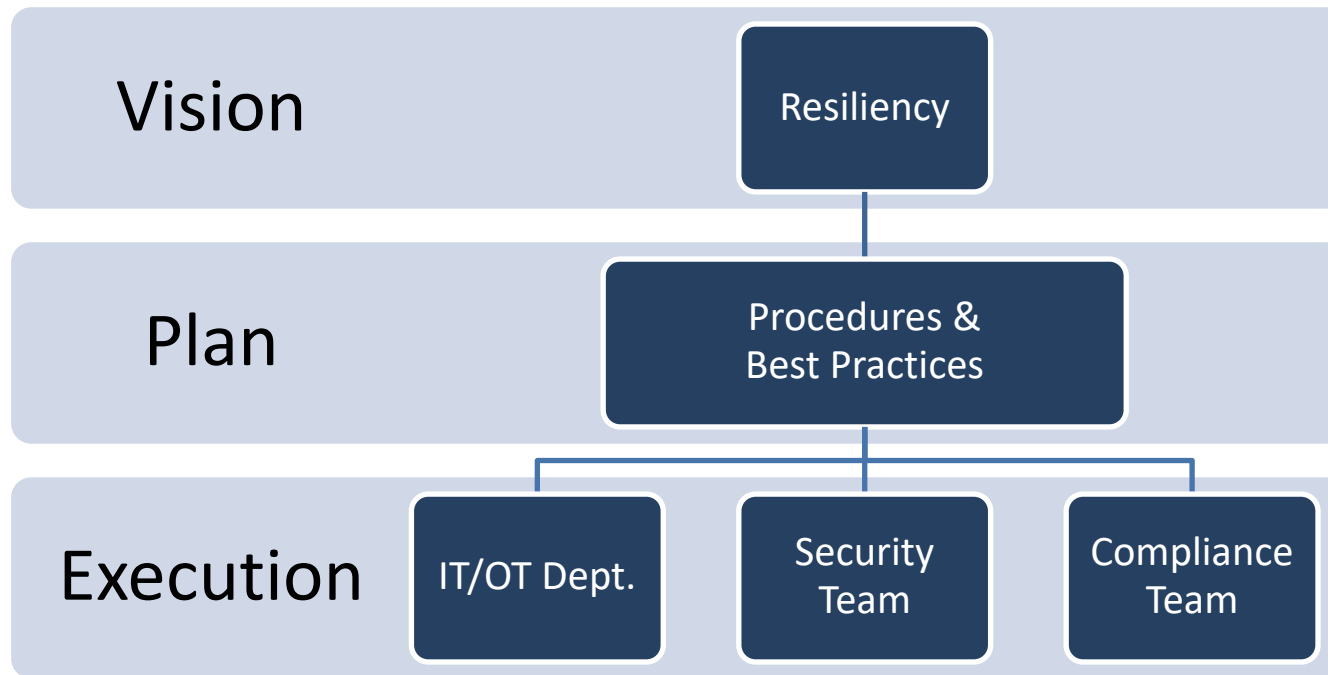 Vision
Resiliency
Plan
Procedures &
Best Practices
Execution
IT/OT Dept.
Security
Team
Compliance
Team